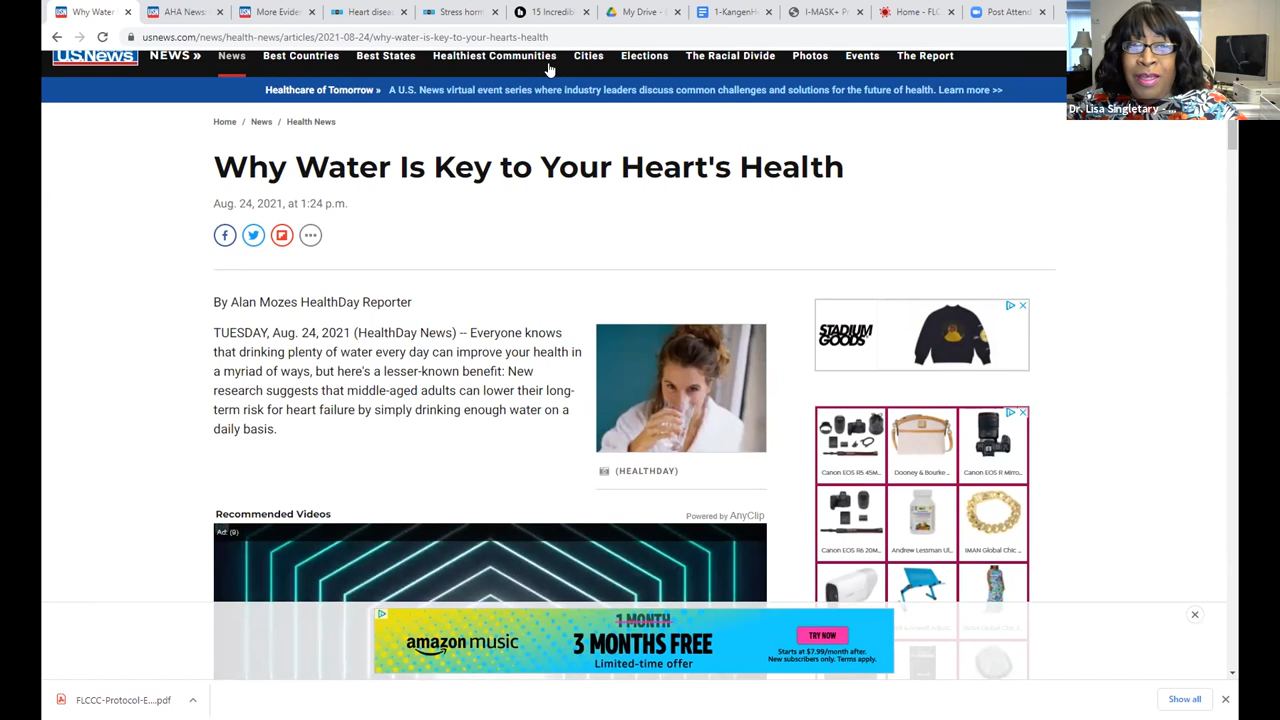 Why Water
AHA News:
More Evide
Heart disea
Stress horm
15 Incredib
My Drive -
1-KangenH
I-MASK+ P
Home - FLC
Post Attend
usnews.com/news/health-news/articles/2021-08-24/why-water-is-key-to-your-hearts-health
U.S.News
NEWS »
News
Best Countries
Best States
Healthiest Communities
Cities
Elections
The Racial Divide
Photos
Events
The Report
Dr. Lisa Singletary - ...
Healthcare of Tomorrow » A U.S. News virtual event series where industry leaders discuss common challenges and solutions for the future of health. Learn more >>
Home / News / Health News
Why Water Is Key to Your Heart's Health
Aug. 24, 2021, at 1:24 p.m.
By Alan Mozes HealthDay Reporter
TUESDAY, Aug. 24, 2021 (HealthDay News) -- Everyone knows
that drinking plenty of water every day can improve your health in
a myriad of ways, but here's a lesser-known benefit: New
research suggests that middle-aged adults can lower their long-
term risk for heart failure by simply drinking enough water on a
daily basis.
(HEALTHDAY)
STADIUM
GOODS
Canon EOS R5 45M...
Dooney & Bourke ...
Canon EOS R Mirro...
Canon EOS R6 20M...
Andrew Lessman Ul...
IMAN Global Chic ...
Recommended Videos
Powered by AnyClip
Ad: (9)
amazon music
1 MONTH
3 MONTHS FREE
Limited-time offer
TRY NOW
Starts at $7.99/month after.
New subscribers only. Terms apply.
FLCCC-Protocol-E....pdf
Show all